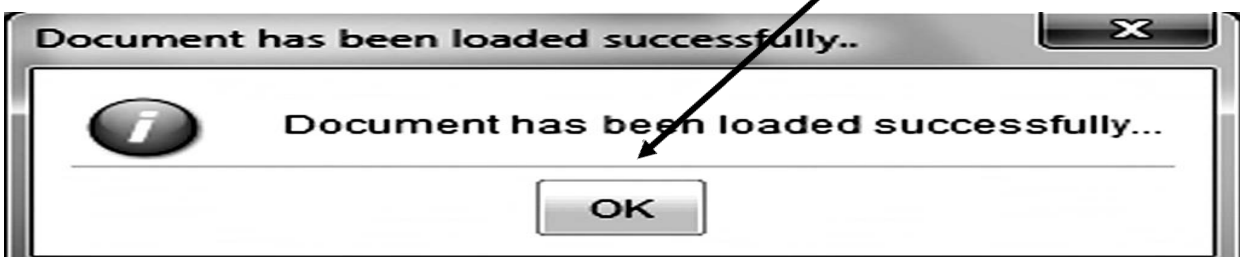 Document has been loaded successfully..
Document has been loaded successfully...
OK